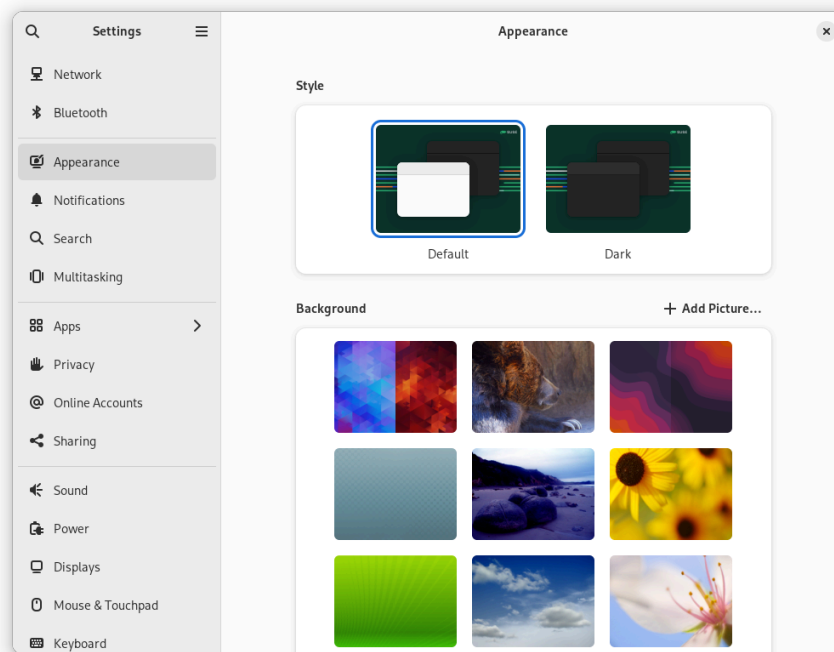 Settings
Appearance
Network
Bluetooth
Appearance
Notifications
Search
Multitasking
Apps
Privacy
Online Accounts
Sharing
Sound
Power
Displays
Mouse & Touchpad
Keyboard
Style
Default
Dark
Background
Add Picture…